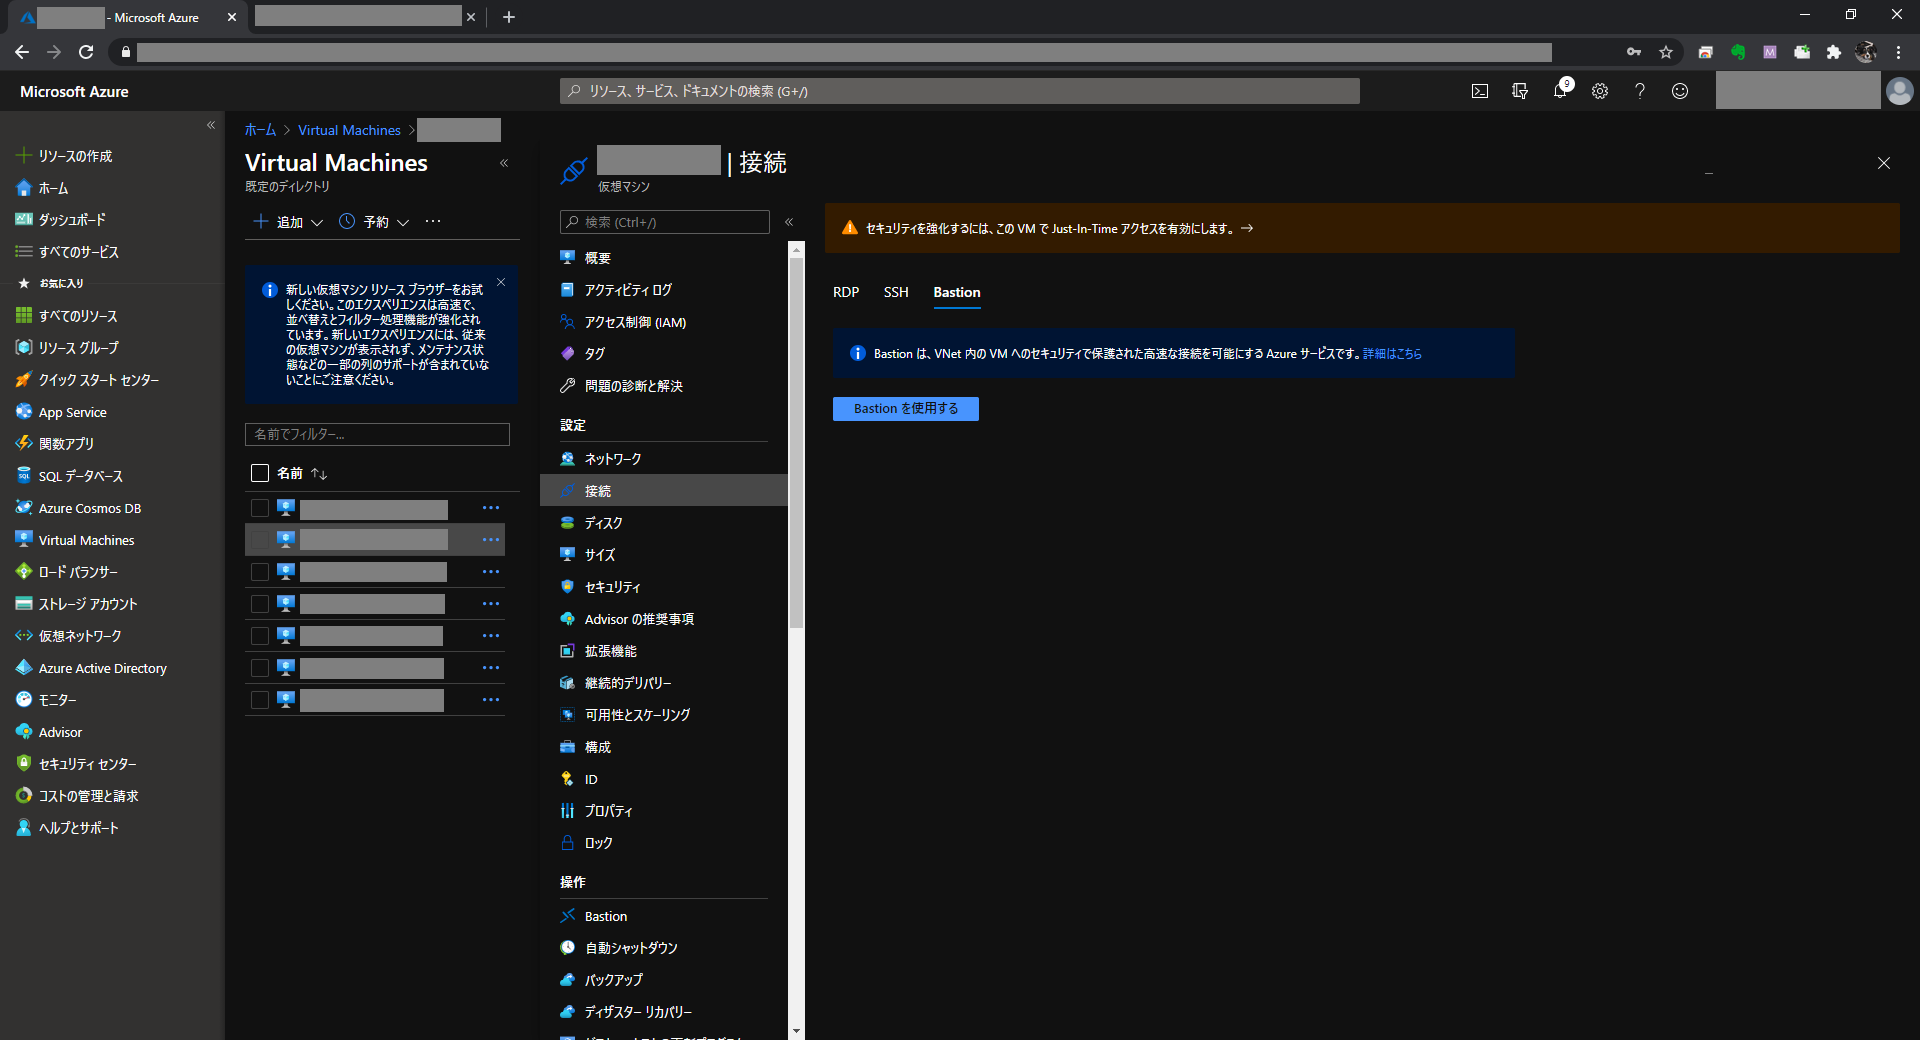 - Microsoft Azure
Microsoft Azure
リソース、サービス、ドキュメントの検索 (G+/)
9
リソースの作成
ホーム
ダッシュボード
すべてのサービス
お気に入り
すべてのリソース
リソース グループ
クイック スタート センター
App Service
関数アプリ
SQL データベース
Azure Cosmos DB
Virtual Machines
ロード バランサー
ストレージ アカウント
仮想ネットワーク
Azure Active Directory
モニター
Advisor
セキュリティ センター
コストの管理と請求
ヘルプとサポート
ホーム > Virtual Machines >
Virtual Machines
既定のディレクトリ
追加 予約 ...
新しい仮想マシン リソース ブラウザーをお試
しください。このエクスペリエンスは高速で、
並べ替えとフィルター処理機能が強化され
ています。新しいエクスペリエンスには、従来
の仮想マシンが表示されず、メンテナンス状
態などの一部の列のサポートが含まれていな
いことにご注意ください。
名前でフィルター...
名前 ↑↓
| 接続
仮想マシン
検索 (Ctrl+/)
概要
アクティビティ ログ
アクセス制御 (IAM)
タグ
問題の診断と解決
設定
ネットワーク
接続
ディスク
サイズ
セキュリティ
Advisor の推奨事項
拡張機能
継続的デリバリー
可用性とスケーリング
構成
ID
プロパティ
ロック
操作
Bastion
自動シャットダウン
バックアップ
ディザスター リカバリー
セキュリティを強化するには、この VM で Just-In-Time アクセスを有効にします。 →
RDP SSH Bastion
Bastion は、VNet 内の VM へのセキュリティで保護された高速な接続を可能にする Azure サービスです。詳細はこちら
Bastion を使用する